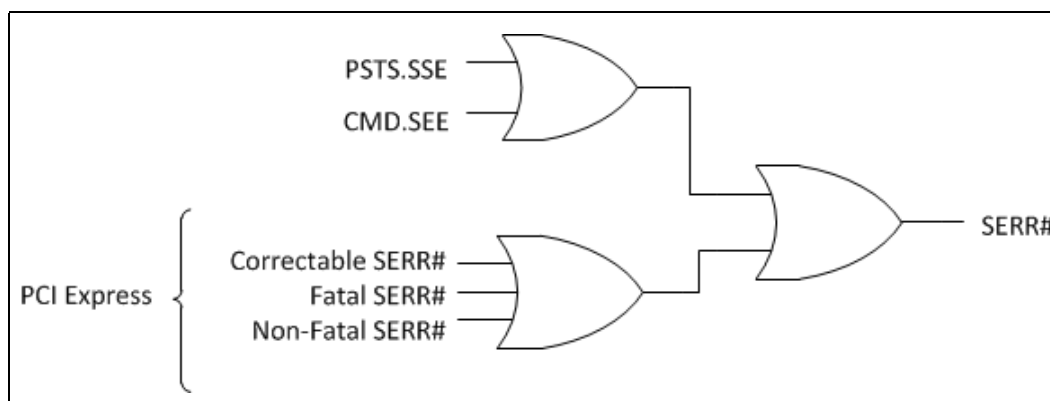 PSTS.SSE
CMD.SEE
SERR#
PCI Express
Correctable SERR#
Fatal SERR#
Non-Fatal SERR#